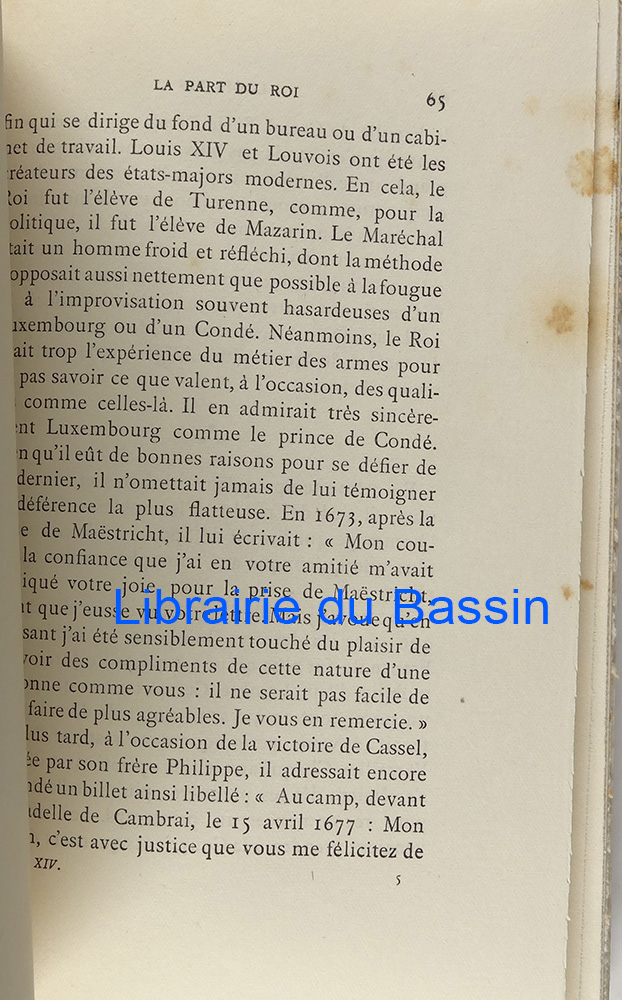 LA PART DU ROI
65
fin qui se dirige du fond d'un bureau ou d'un cabi-
net de travail. Louis XIV et Louvois ont été les
réateurs des états-majors modernes. En cela, le
Roi fut l'élève de Turenne, comme, pour la
olitique, il fut l'élève de Mazarin. Le Maréchal
tait un homme froid et réfléchi, dont la méthode
opposait aussi nettement que possible à la fougue
à l'improvisation souvent hasardeuses d'un
uxembourg ou d'un Condé. Néanmoins, le Roi
ait trop l'expérience du métier des armes pour
pas savoir ce que valent, à l'occasion, des quali-
comme celles-là. Il en admirait très sincère-
ent Luxembourg comme le prince de Condé.
n qu'il eût de bonnes raisons pour se défier de
dernier, il n'omettait jamais de lui témoigner
déférence la plus flatteuse. En 1673, après la
e de Maëstricht, il lui écrivait : « Mon cou-
la confiance que j'ai en votre amitié m'avait
iqué votre joie, pour la prise de Maëstricht,
nt que j'eusse vu votre lettre. Mais j'avoue qu'en
Librairie du Bassin
sant j'ai été sensiblement touché du plaisir de
voir des compliments de cette nature d'une
onne comme vous : il ne serait pas facile de
faire de plus agréables. Je vous en remercie. »
lus tard, à l'occasion de la victoire de Cassel,
ée par son frère Philippe, il adressait encore
ndé un billet ainsi libellé : « Au camp, devant
adelle de Cambrai, le 15 avril 1677 : Mon
n, c'est avec justice que vous me félicitez de
XIV.
5